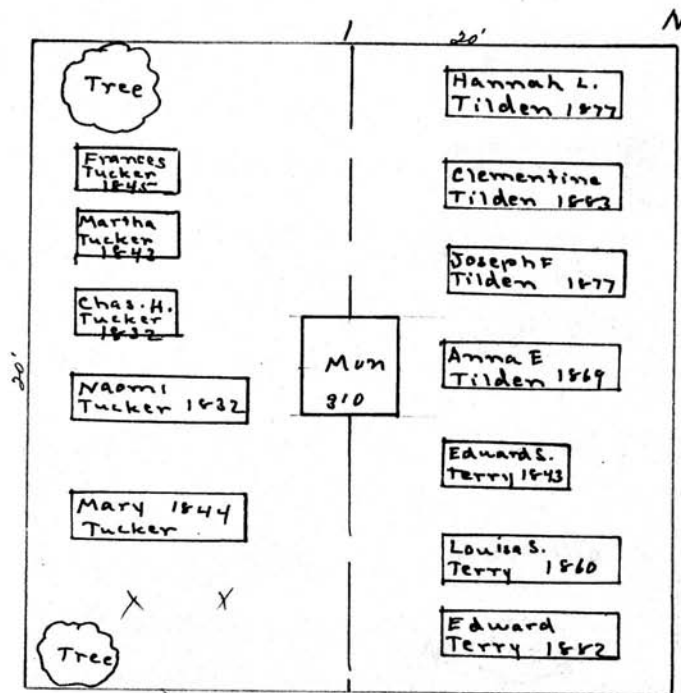 1
20'
N
Tree
Frances
Tucker
1845
Martha
Tucker
1843
Chas. H.
Tucker
1832
Naomi
Tucker 1832
Mary 1844
Tucker
X X
Tree
20'
Mon
310
Hannah L.
Tilden 1877
Clementine
Tilden 1883
Joseph F
Tilden 1877
Anna E
Tilden 1869
Edward S.
Terry 1843
Louisa S.
Terry 1860
Edward
Terry 1882